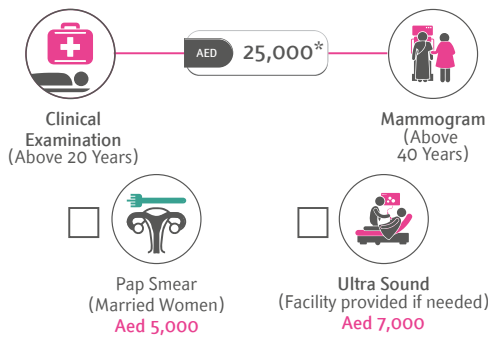 AED 25,000*
Clinical
Examination
(Above 20 Years)
Mammogram
(Above
40 Years)
Pap Smear
(Married Women)
Aed 5,000
Ultra Sound
(Facility provided if needed)
Aed 7,000